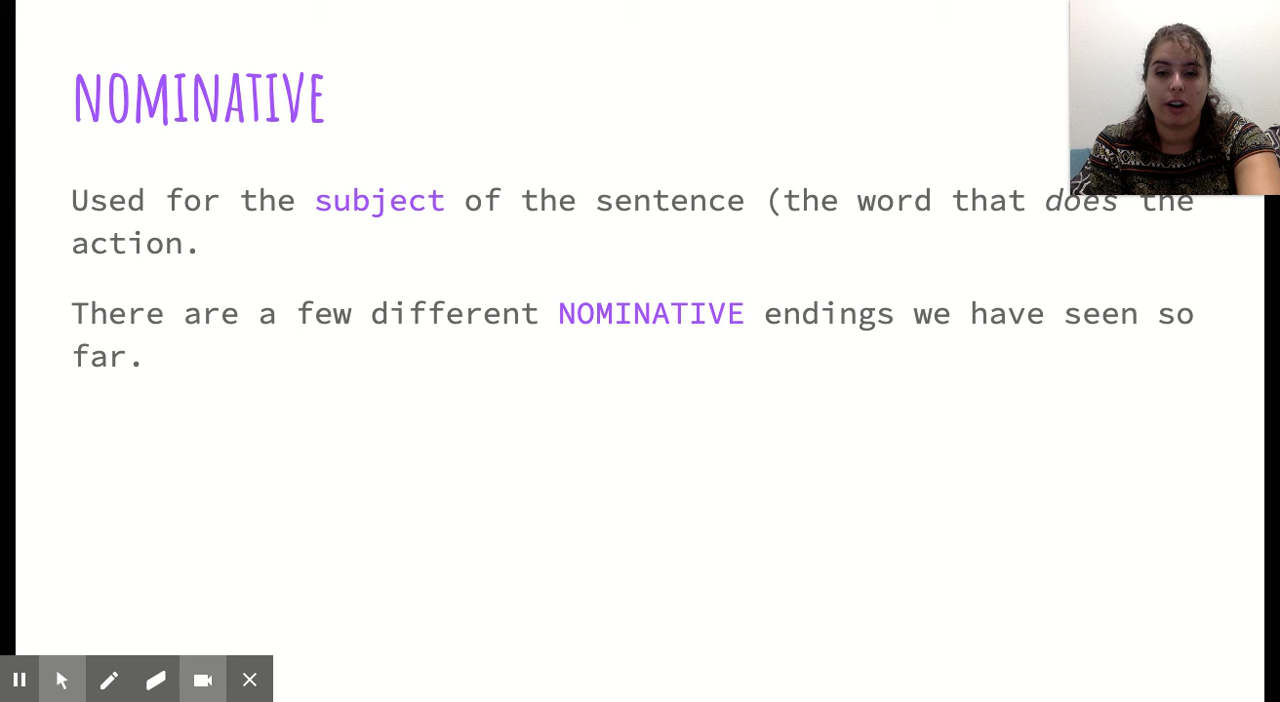 NOMINATIVE
Used for the subject of the sentence (the word that does the
action.
There are a few different NOMINATIVE endings we have seen so
far.